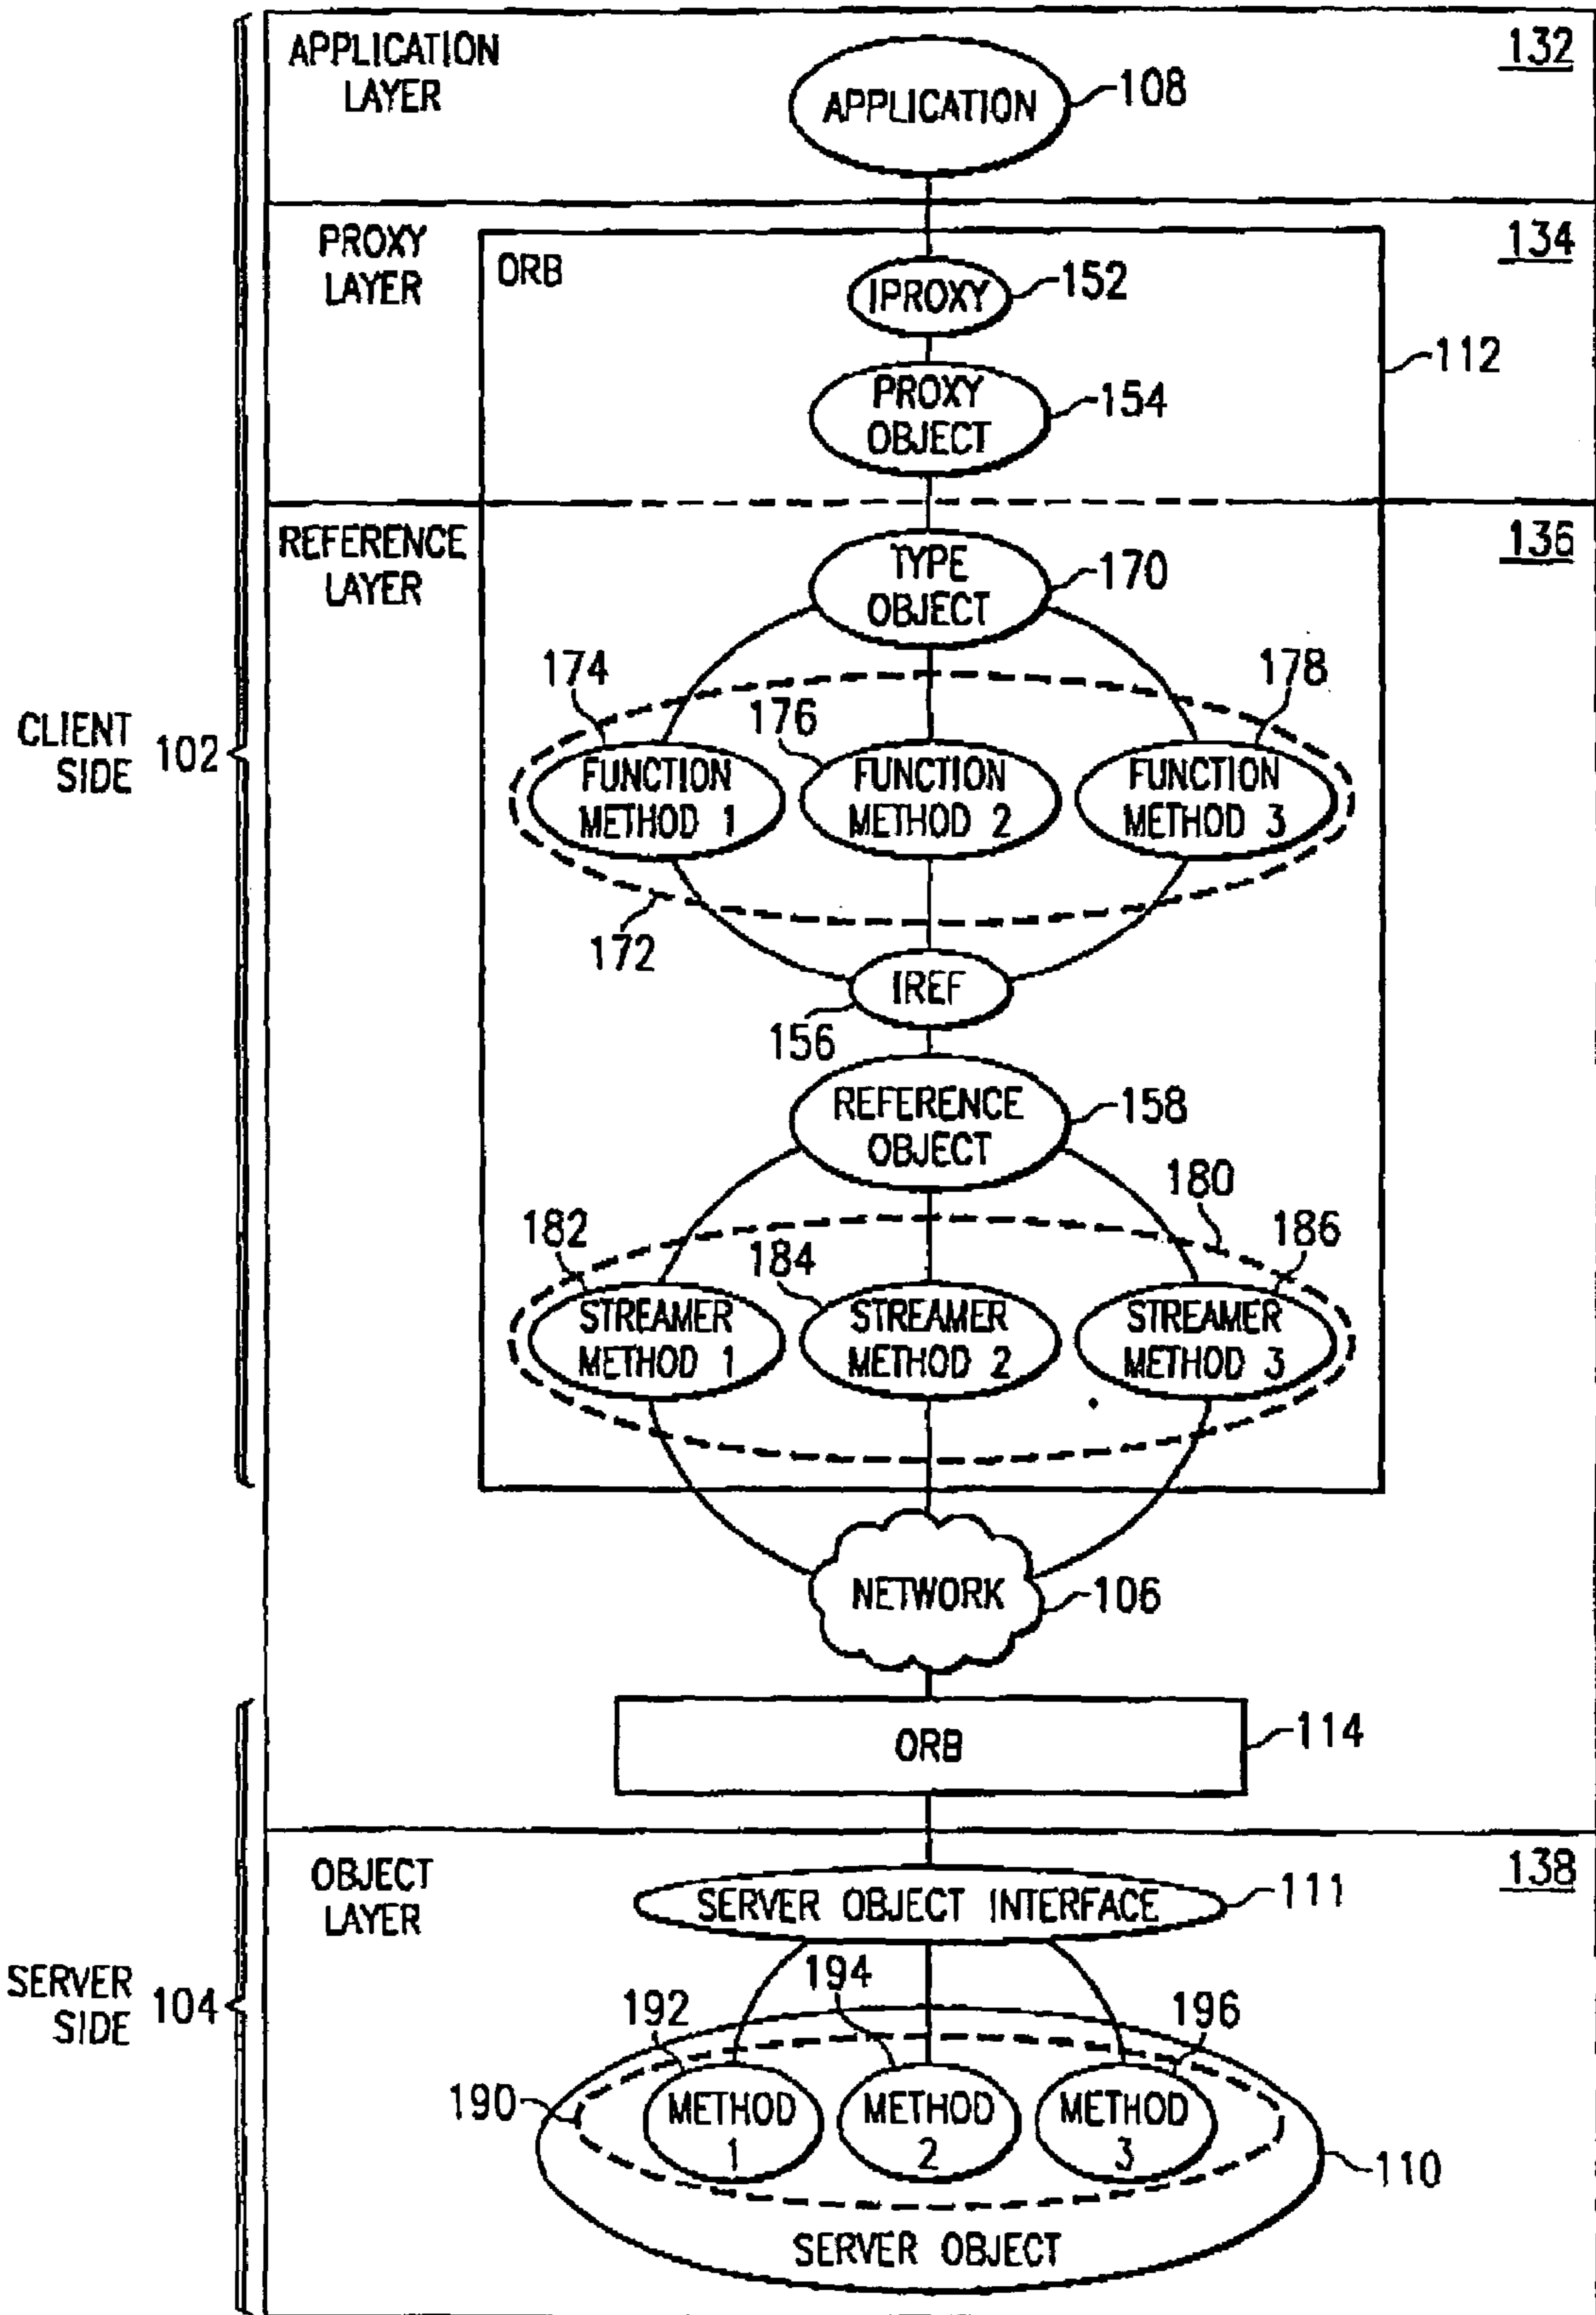 APPLICATION
LAYER
132
APPLICATION
108
PROXY
LAYER
134
ORB
IPROXY
152
112
PROXY
OBJECT
154
REFERENCE
LAYER
136
TYPE
OBJECT
170
174
178
176
CLIENT
SIDE
102
FUNCTION
METHOD 1
FUNCTION
METHOD 2
FUNCTION
METHOD 3
172
IREF
156
REFERENCE
OBJECT
158
180
182
184
186
STREAMER
METHOD 1
STREAMER
METHOD 2
STREAMER
METHOD 3
NETWORK
106
ORB
114
OBJECT
LAYER
138
SERVER OBJECT INTERFACE
111
SERVER
SIDE
104
192
194
196
190
METHOD
1
METHOD
2
METHOD
3
110
SERVER OBJECT